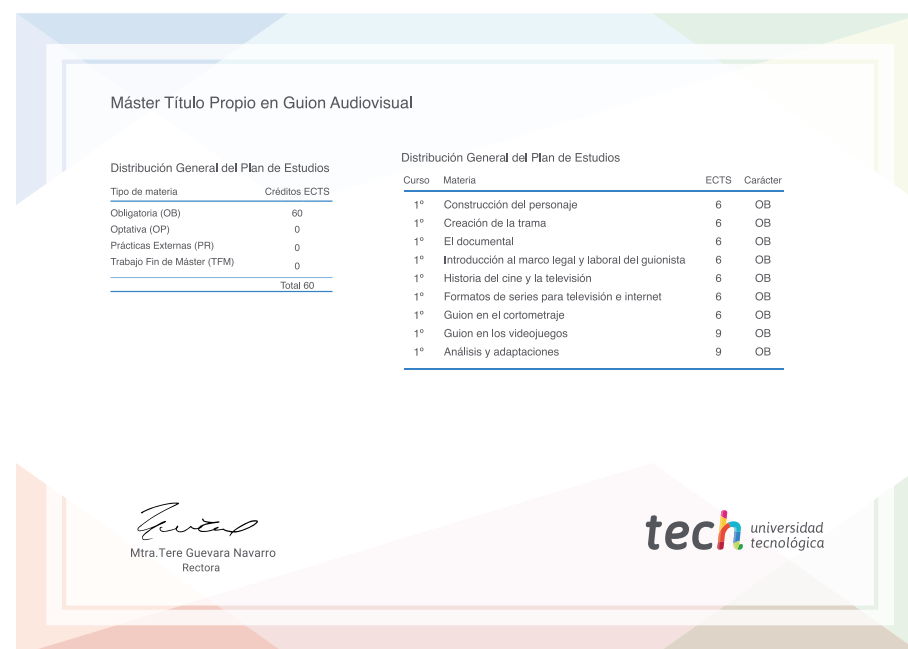 Máster Título Propio en Guion Audiovisual
Distribución General del Plan de Estudios
Tipo de materia Créditos ECTS
Obligatoria (OB) 60
Optativa (OP) 0
Prácticas Externas (PR) 0
Trabajo Fin de Máster (TFM) 0
Total 60
Distribución General del Plan de Estudios
Curso Materia ECTS Carácter
1º Construcción del personaje 6 OB
1º Creación de la trama 6 OB
1º El documental 6 OB
1º Introducción al marco legal y laboral del guionista 6 OB
1º Historia del cine y la televisión 6 OB
1º Formatos de series para televisión e internet 6 OB
1º Guion en el cortometraje 6 OB
1º Guion en los videojuegos 9 OB
1º Análisis y adaptaciones 9 OB
Mtra.Tere Guevara Navarro
Rectora
tech universidad
tecnológica